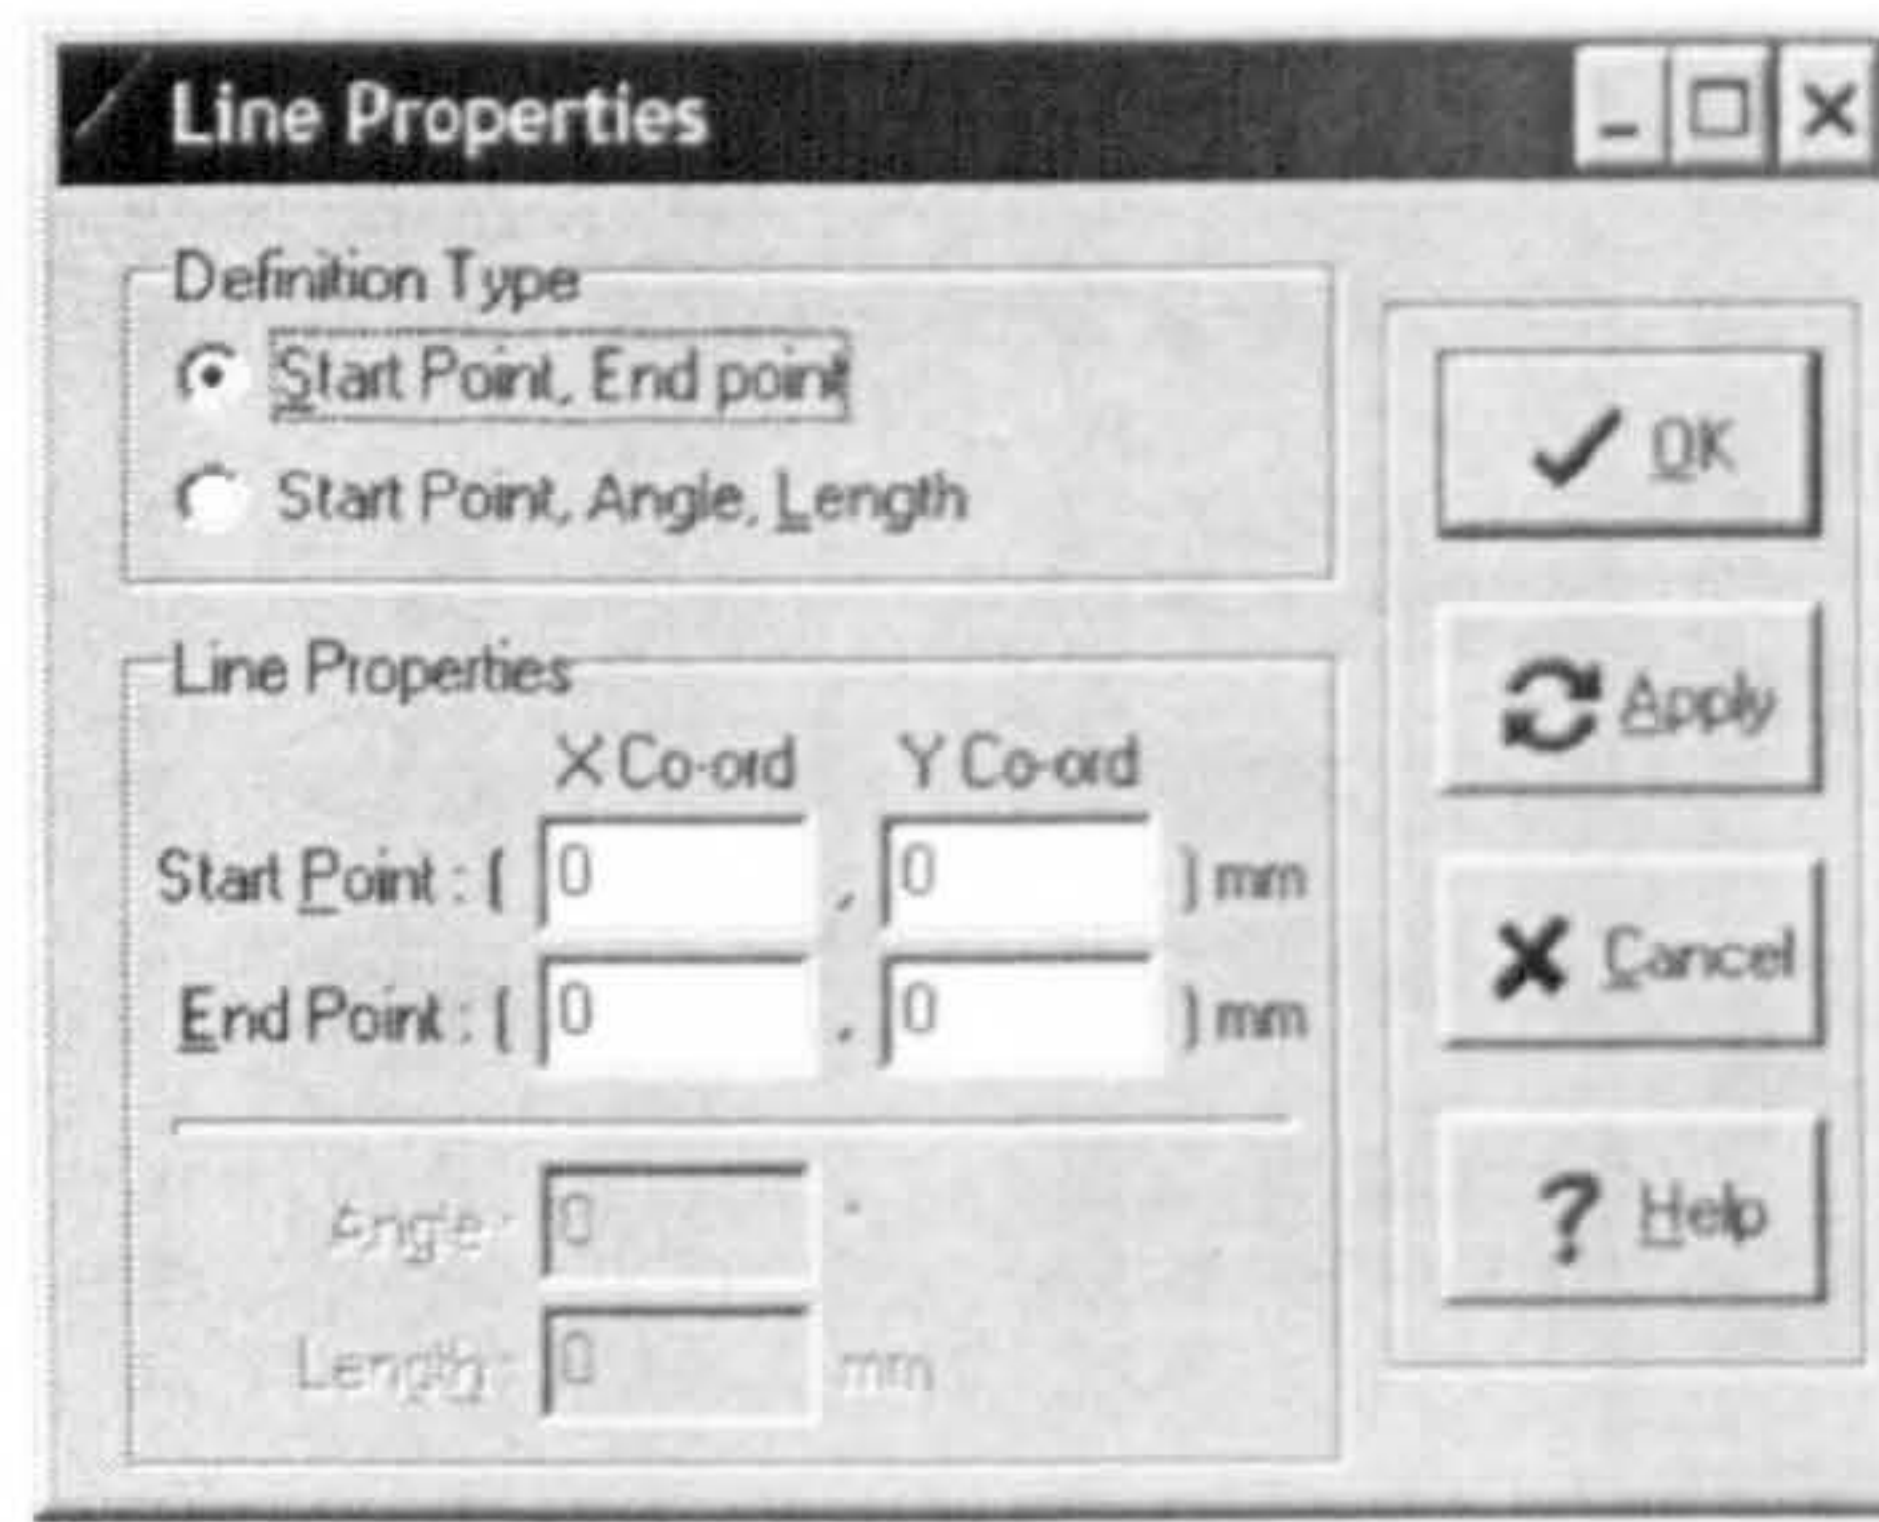 Line Properties
Definition Type
Start Point, End point
Start Point, Angle, Length
Line Properties
X Co-ord Y Co-ord
Start Point : ( 0 , 0 ) mm
End Point : ( 0 , 0 ) mm
Angle : 0 °
Length : 0 mm
OK
Apply
Cancel
? Help